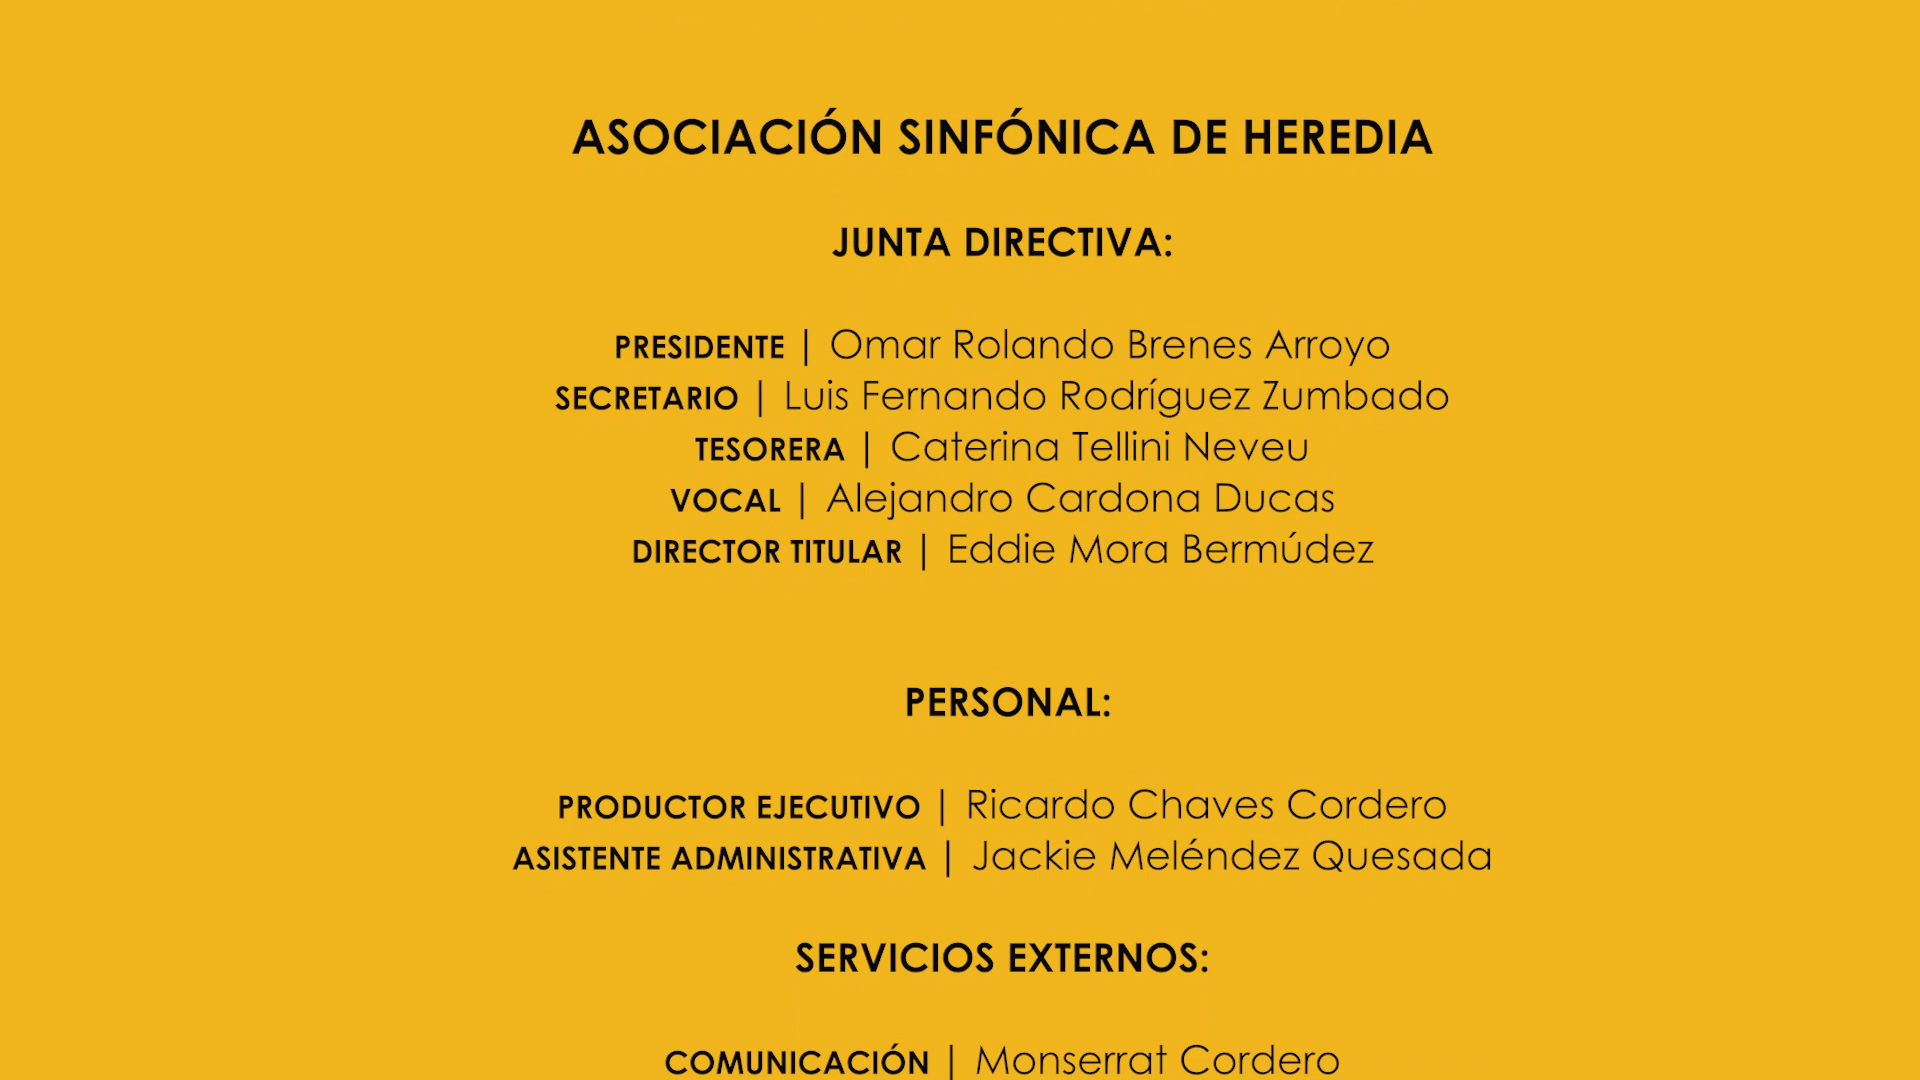 ASOCIACIÓN SINFÓNICA DE HEREDIA
JUNTA DIRECTIVA:
PRESIDENTE | Omar Rolando Brenes Arroyo
SECRETARIO | Luis Fernando Rodríguez Zumbado
TESORERA | Caterina Tellini Neveu
VOCAL | Alejandro Cardona Ducas
DIRECTOR TITULAR | Eddie Mora Bermúdez
PERSONAL:
PRODUCTOR EJECUTIVO | Ricardo Chaves Cordero
ASISTENTE ADMINISTRATIVA | Jackie Meléndez Quesada
SERVICIOS EXTERNOS:
COMUNICACIÓN | Monserrat Cordero